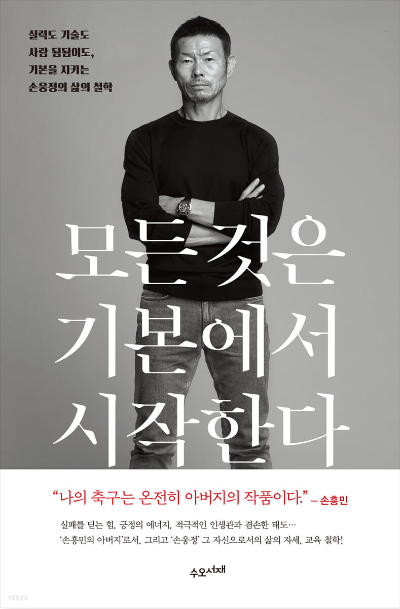 실력도 기술도
사람 됨됨이도,
기본을 지키는
손웅정의 삶의 철학
모든 것은
기본에서
시작한다
“나의 축구는 온전히 아버지의 작품이다.” – 손흥민
실패를 딛는 힘, 긍정의 에너지, 적극적인 인생관과 겸손한 태도…
‘손흥민의 아버지’로서, 그리고 ‘손웅정’ 그 자신으로서의 삶의 자세, 교육 철학!
수오서재
YES24